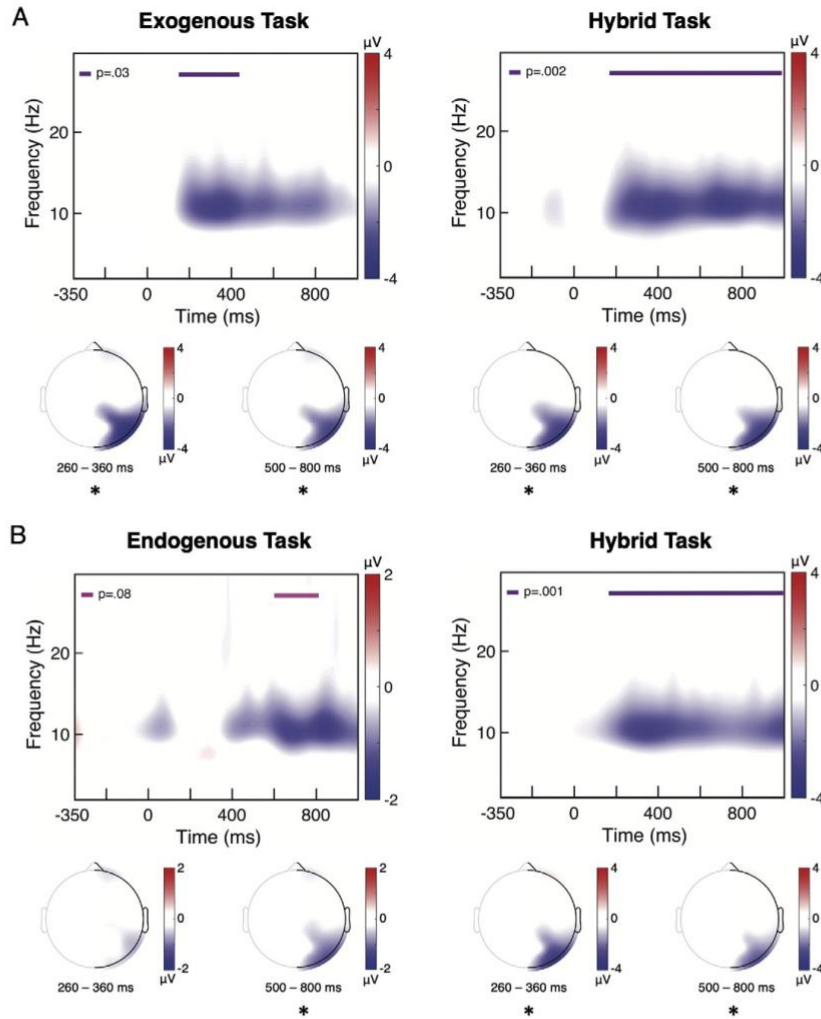 A
Exogenous Task
Hybrid Task
μV
μV
4
4
p=.03
p=.002
20
20
Frequency (Hz)
0
Frequency (Hz)
0
10
10
-4
-4
-350 0 400 800
-350 0 400 800
Time (ms)
Time (ms)
4 4 4 4
0 0 0 0
-4 -4 -4 -4
μV μV μV μV
260 – 360 ms 500 – 800 ms 260 – 360 ms 500 – 800 ms
* * * *
B
Endogenous Task
Hybrid Task
μV
μV
2
4
p=.08
p=.001
20
20
Frequency (Hz)
0
Frequency (Hz)
0
10
10
-2
-4
-350 0 400 800
-350 0 400 800
Time (ms)
Time (ms)
2 2 4 4
0 0 0 0
-2 -2 -4 -4
μV μV μV μV
260 – 360 ms 500 – 800 ms 260 – 360 ms 500 – 800 ms
* * *